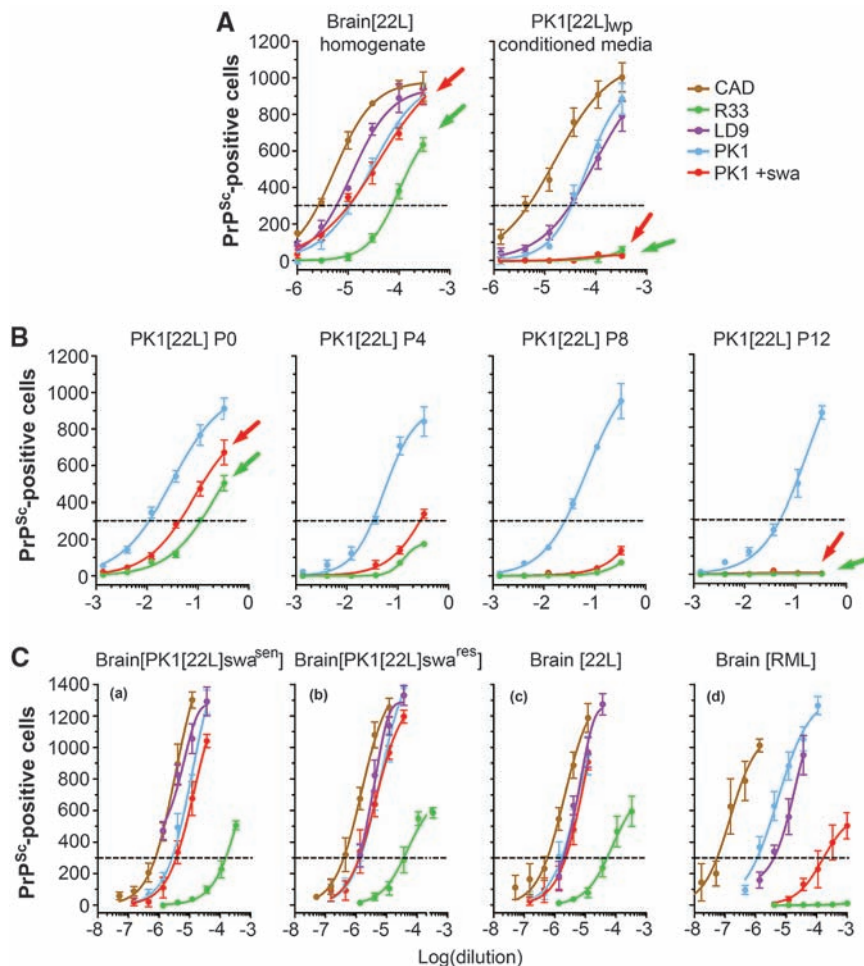 A
Brain[22L]
homogenate
PK1[22L]wp
conditioned media
PrPSc-positive cells
1200
1000
800
600
400
200
0
-6 -5 -4 -3
-6 -5 -4 -3
CAD
R33
LD9
PK1
PK1 +swa
B
PK1[22L] P0
PK1[22L] P4
PK1[22L] P8
PK1[22L] P12
PrPSc-positive cells
1200
1000
800
600
400
200
0
-3 -2 -1 0
-3 -2 -1 0
-3 -2 -1 0
-3 -2 -1 0
C
Brain[PK1[22L]swasen]
Brain[PK1[22L]swares]
Brain [22L]
Brain [RML]
(a)
(b)
(c)
(d)
PrPSc-positive cells
1400
1200
1000
800
600
400
200
0
-8 -7 -6 -5 -4 -3
-8 -7 -6 -5 -4 -3
-8 -7 -6 -5 -4 -3
-8 -7 -6 -5 -4 -3
Log(dilution)